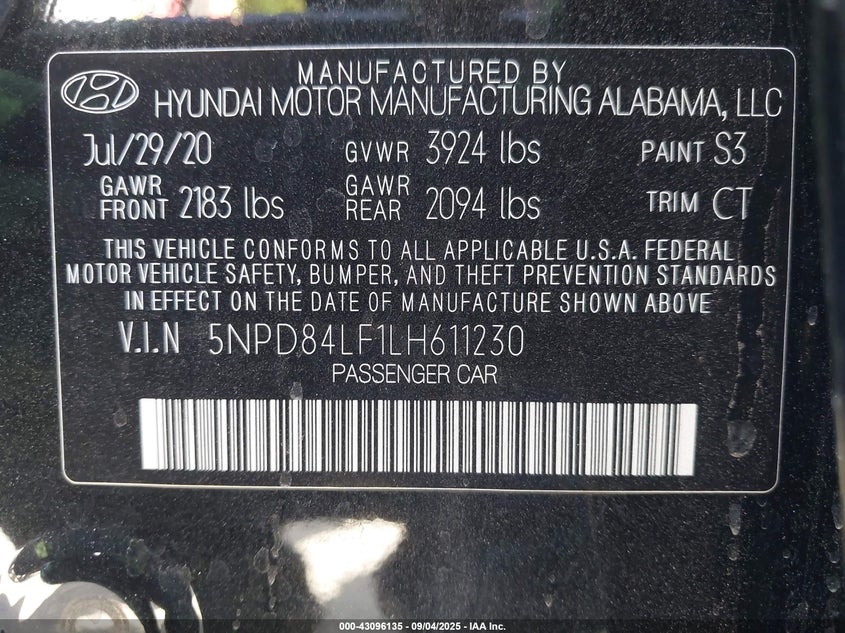 MANUFACTURED BY
HYUNDAI MOTOR MANUFACTURING ALABAMA, LLC
Jul/29/20 GVWR 3924 lbs PAINT S3
GAWR FRONT 2183 lbs GAWR REAR 2094 lbs TRIM CT
THIS VEHICLE CONFORMS TO ALL APPLICABLE U.S.A. FEDERAL
MOTOR VEHICLE SAFETY, BUMPER, AND THEFT PREVENTION STANDARDS
IN EFFECT ON THE DATE OF MANUFACTURE SHOWN ABOVE
V.I.N 5NPD84LF1LH611230
PASSENGER CAR
000-43096135 - 09/04/2025 - IAA Inc.